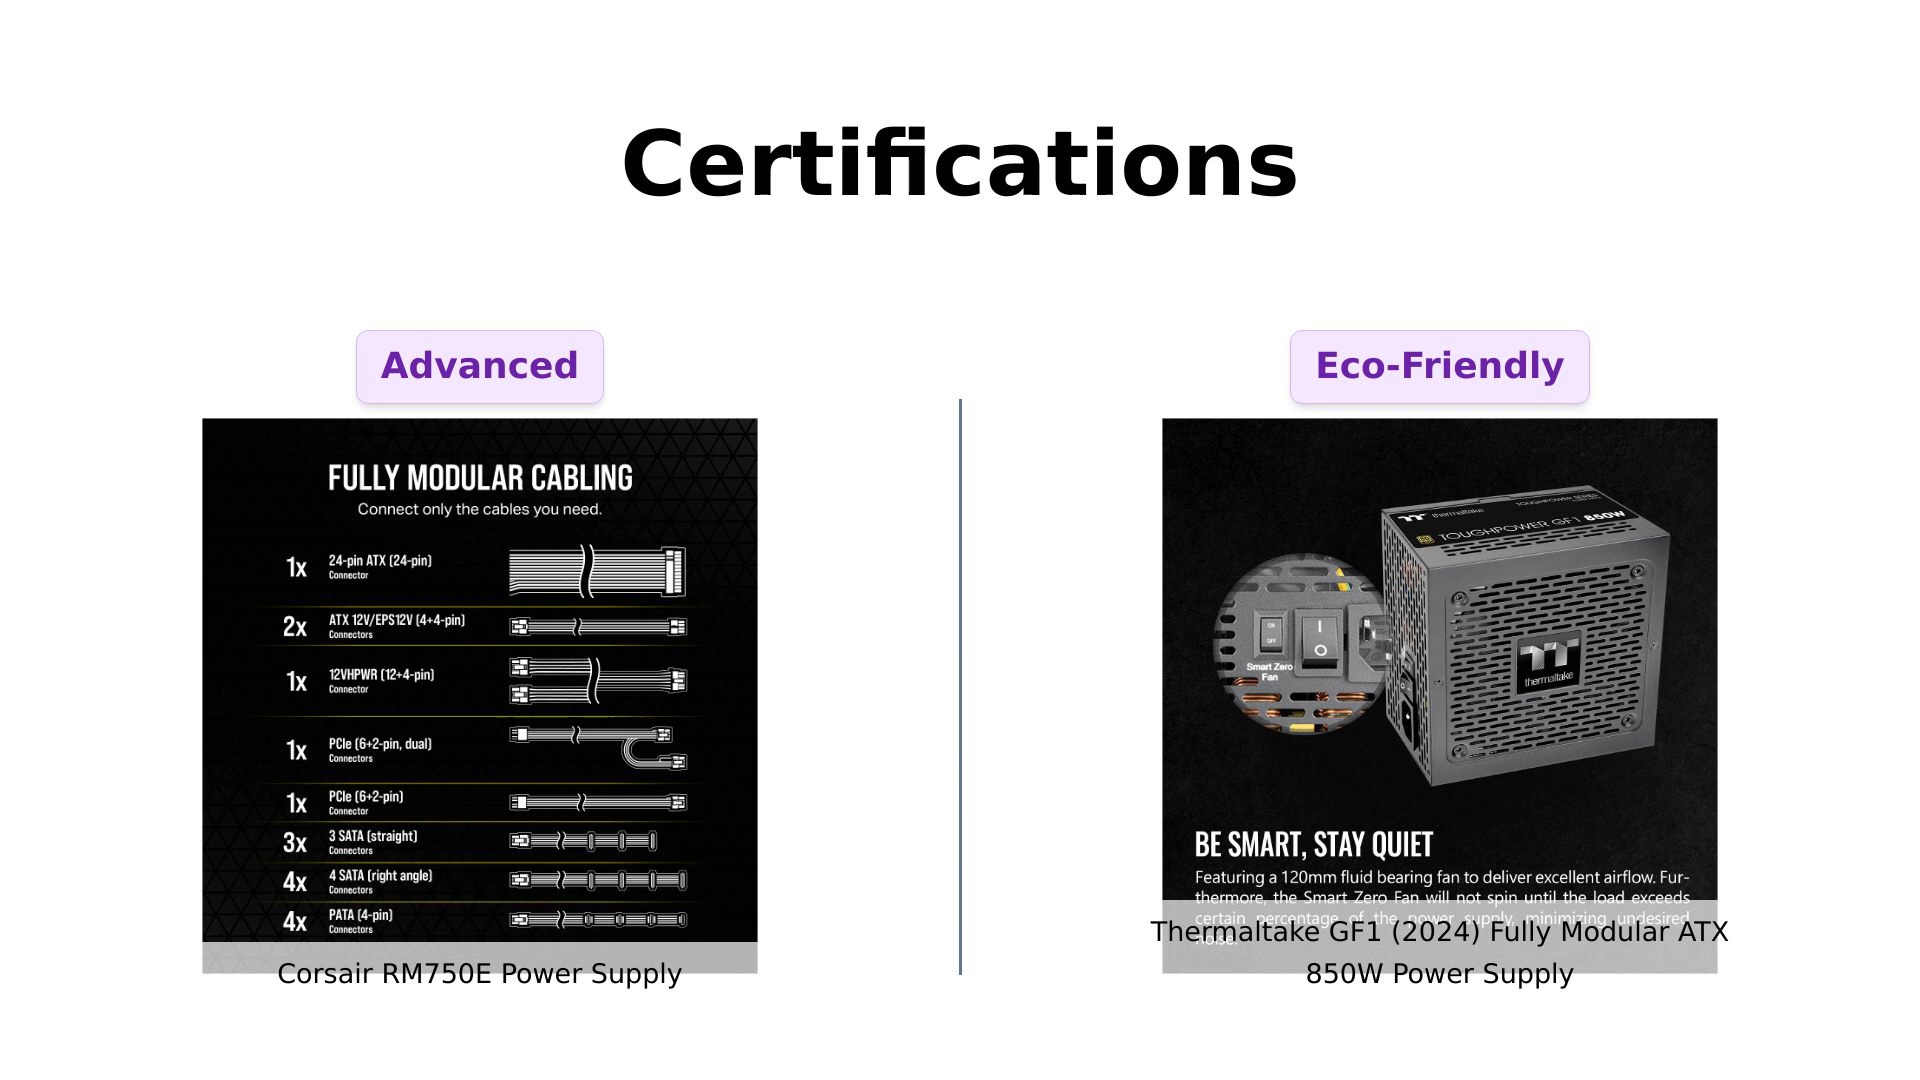 Certifications
Advanced
FULLY MODULAR CABLING
Connect only the cables you need.
1x
24-pin ATX (24-pin)
Connector
2x
ATX 12V/EPS12V (4+4-pin)
Connectors
1x
12VHPWR (12+4-pin)
Connector
1x
PCIe (6+2-pin, dual)
Connectors
1x
PCIe (6+2-pin)
Connector
3x
3 SATA (straight)
Connectors
4x
4 SATA (right angle)
Connectors
4x
PATA (4-pin)
Connectors
Corsair RM750E Power Supply
Eco-Friendly
thermaltake
TOUGHPOWER SERIES
TOUGHPOWER GF1 850W
ON
OFF
Smart Zero
Fan
thermaltake
BE SMART, STAY QUIET
Featuring a 120mm fluid bearing fan to deliver excellent airflow. Fur-
thermore, the Smart Zero Fan will not spin until the load exceeds
certain percentage of the power supply, minimizing undesired
noise.
Thermaltake GF1 (2024) Fully Modular ATX
850W Power Supply